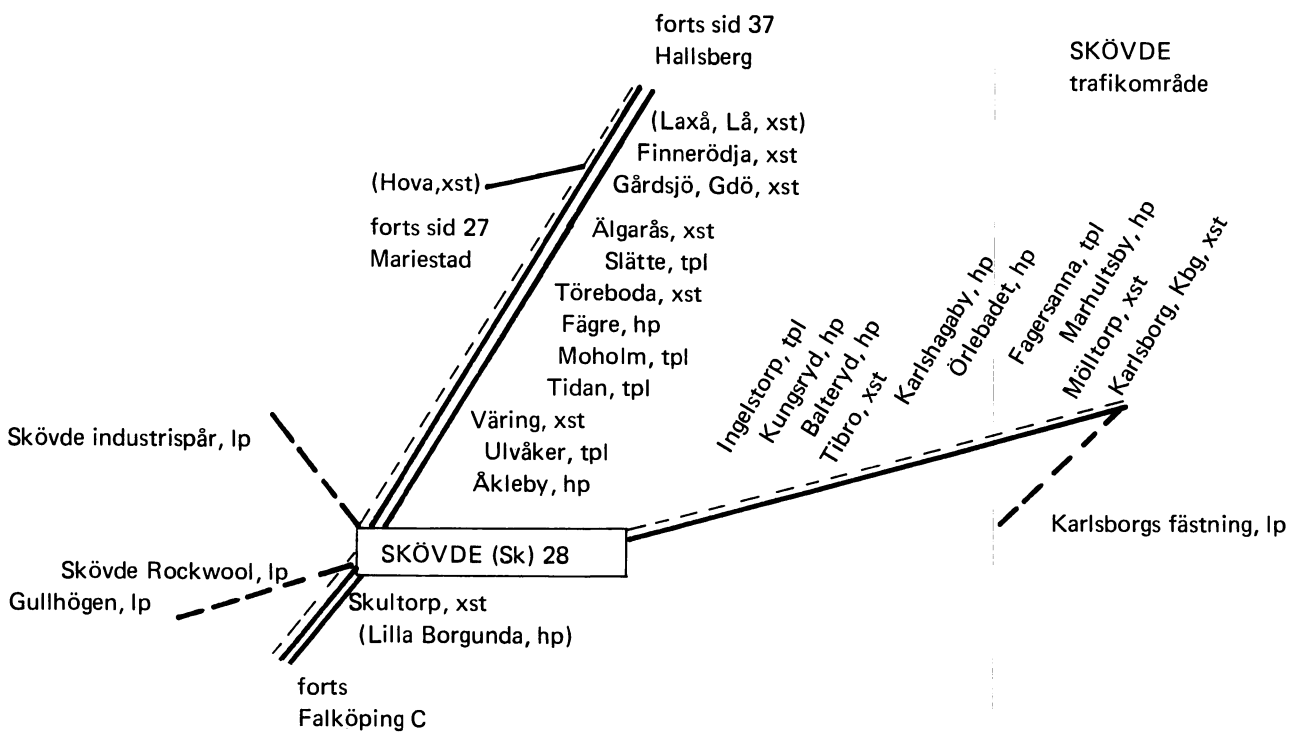 forts sid 37
Hallsberg
SKÖVDE
trafikområde
(Laxå, Lå, xst)
Finnerödja, xst
Gårdsjö, Gdö, xst
(Hova,xst)
forts sid 27
Mariestad
Älgarås, xst
Slätte, tpl
Töreboda, xst
Fägre, hp
Moholm, tpl
Tidan, tpl
Väring, xst
Ulvåker, tpl
Åkleby, hp
Ingelstorp, tpl
Kungsryd, hp
Balteryd, hp
Tibro, xst
Karlshagaby, hp
Örlebadet, hp
Fagersanna, tpl
Marhultsby, hp
Mölltorp, xst
Karlsborg, Kbg, xst
Skövde industrispår, lp
Karlsborgs fästning, lp
SKÖVDE (Sk) 28
Skövde Rockwool, lp
Gullhögen, lp
Skultorp, xst
(Lilla Borgunda, hp)
forts
Falköping C